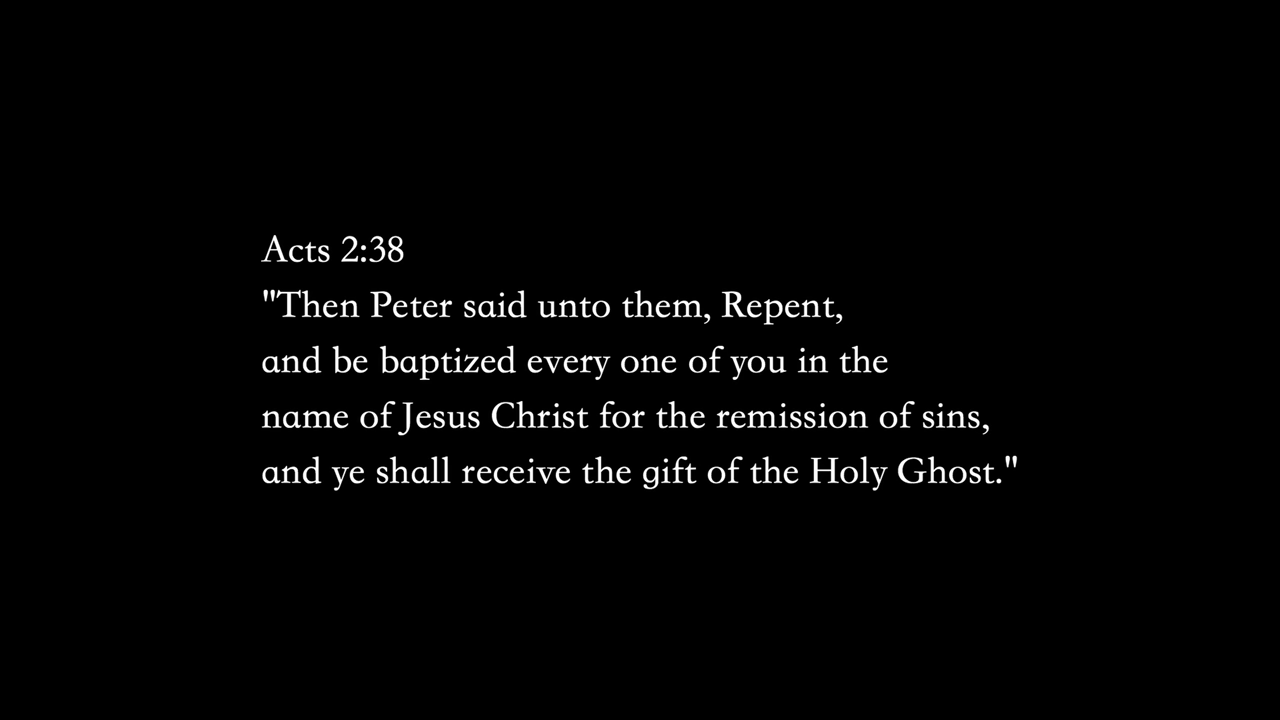 Acts 2:38
"Then Peter said unto them, Repent,
and be baptized every one of you in the
name of Jesus Christ for the remission of sins,
and ye shall receive the gift of the Holy Ghost."